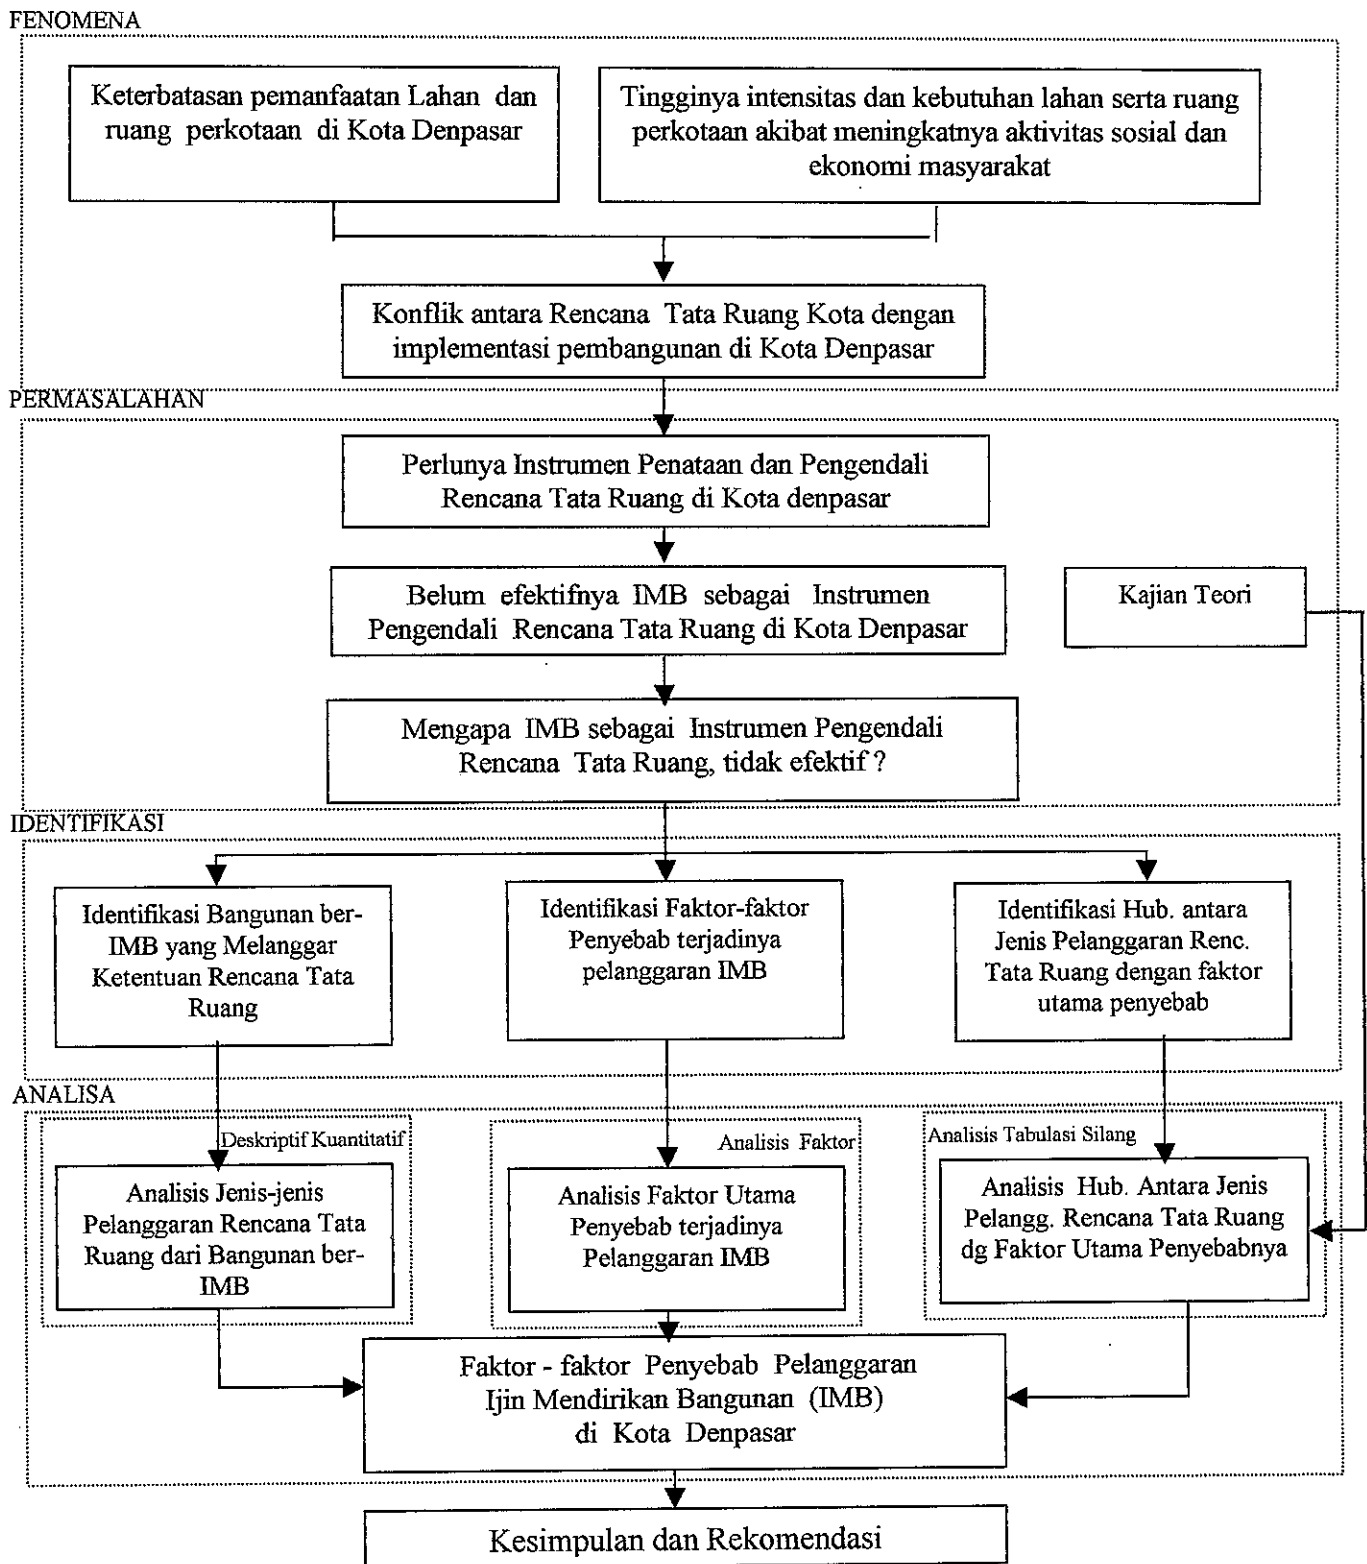 FENOMENA
Keterbatasan pemanfaatan Lahan dan
ruang perkotaan di Kota Denpasar
Tingginya intensitas dan kebutuhan lahan serta ruang
perkotaan akibat meningkatnya aktivitas sosial dan
ekonomi masyarakat
Konflik antara Rencana Tata Ruang Kota dengan
implementasi pembangunan di Kota Denpasar
PERMASALAHAN
Perlunya Instrumen Penataan dan Pengendali
Rencana Tata Ruang di Kota denpasar
Belum efektifnya IMB sebagai Instrumen
Pengendali Rencana Tata Ruang di Kota Denpasar
Kajian Teori
Mengapa IMB sebagai Instrumen Pengendali
Rencana Tata Ruang, tidak efektif ?
IDENTIFIKASI
Identifikasi Bangunan ber-
IMB yang Melanggar
Ketentuan Rencana Tata
Ruang
Identifikasi Faktor-faktor
Penyebab terjadinya
pelanggaran IMB
Identifikasi Hub. antara
Jenis Pelanggaran Renc.
Tata Ruang dengan faktor
utama penyebab
ANALISA
Deskriptif Kuantitatif
Analisis Jenis-jenis
Pelanggaran Rencana Tata
Ruang dari Bangunan ber-
IMB
Analisis Faktor
Analisis Faktor Utama
Penyebab terjadinya
Pelanggaran IMB
Analisis Tabulasi Silang
Analisis Hub. Antara Jenis
Pelangg. Rencana Tata Ruang
dg Faktor Utama Penyebabnya
Faktor - faktor Penyebab Pelanggaran
Ijin Mendirikan Bangunan (IMB)
di Kota Denpasar
Kesimpulan dan Rekomendasi